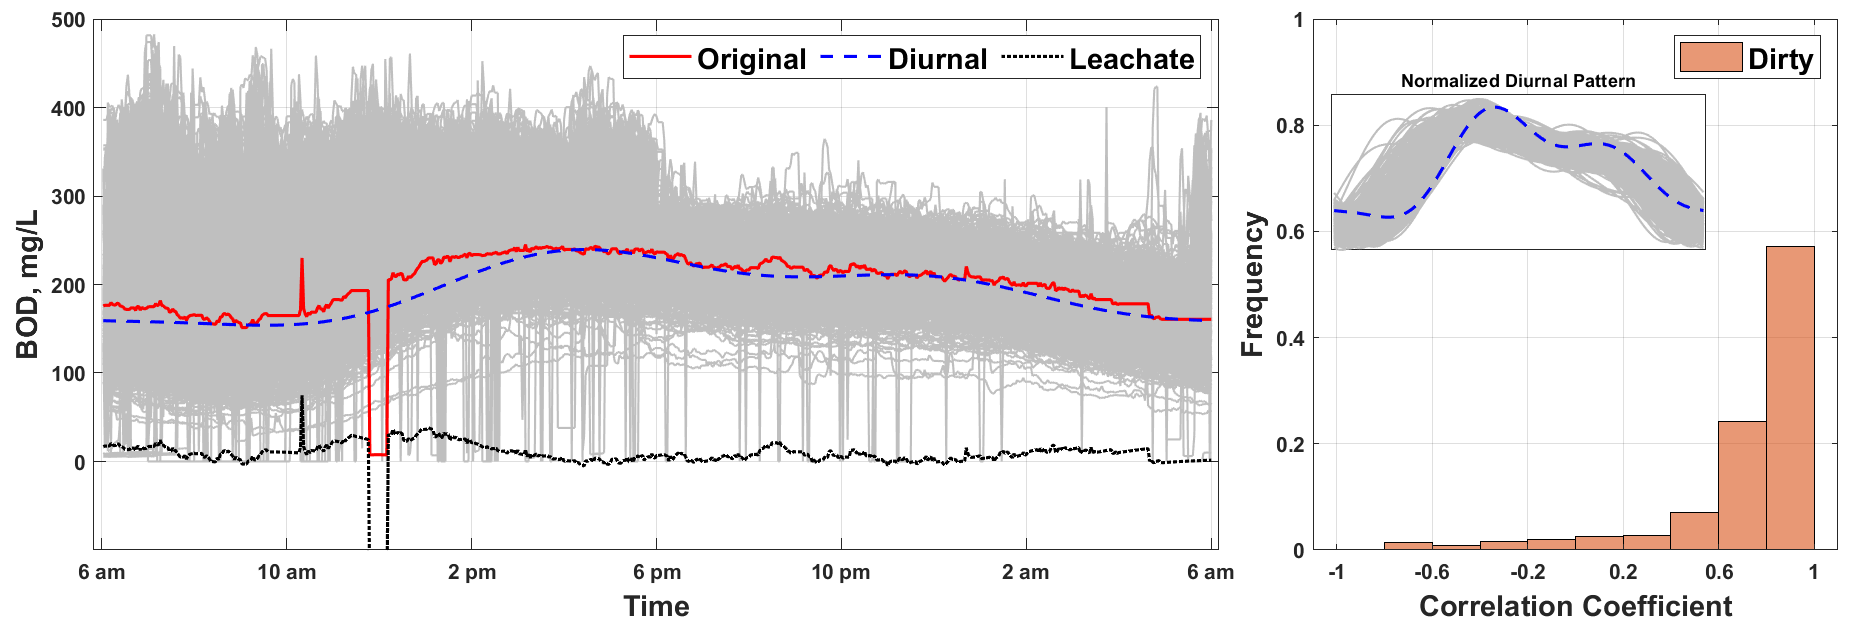 500
400
300
200
100
0
BOD, mg/L
Original Diurnal Leachate
6 am 10 am 2 pm 6 pm 10 pm 2 am 6 am
Time
1
0.8
0.6
0.4
0.2
0
Frequency
Dirty
Normalized Diurnal Pattern
-1 -0.6 -0.2 0.2 0.6 1
Correlation Coefficient